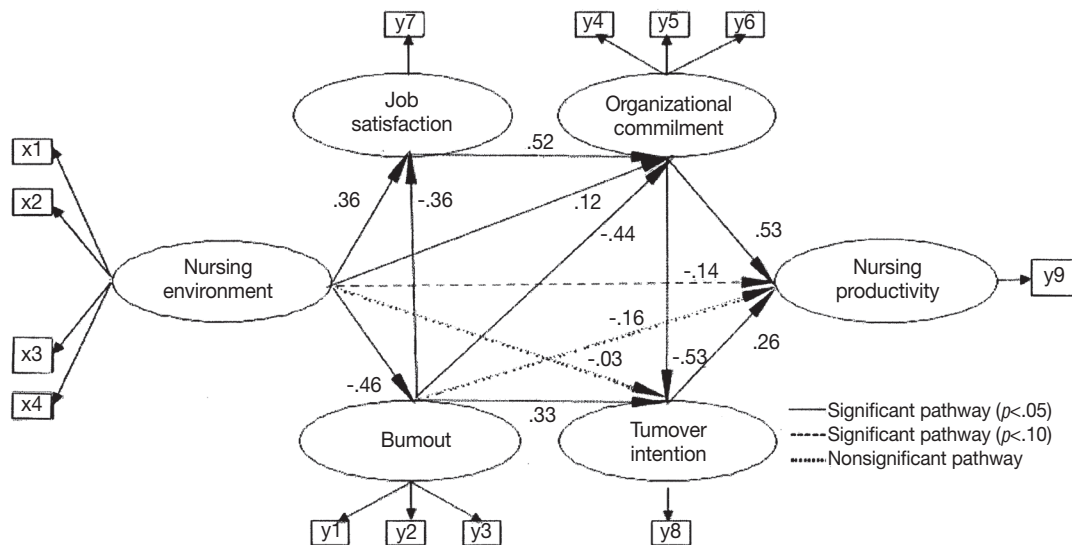 y7
y4
y5
y6
Job
satisfaction
Organizational
commilment
x1
x2
.52
.36
-.36
.12
-.44
.53
Nursing
environment
-.14
Nursing
productivity
y9
-.16
-.03
-.53
.26
x3
x4
-.46
.33
Bumout
Tumover
intention
Significant pathway (p<.05)
Significant pathway (p<.10)
Nonsignificant pathway
y1
y2
y3
y8